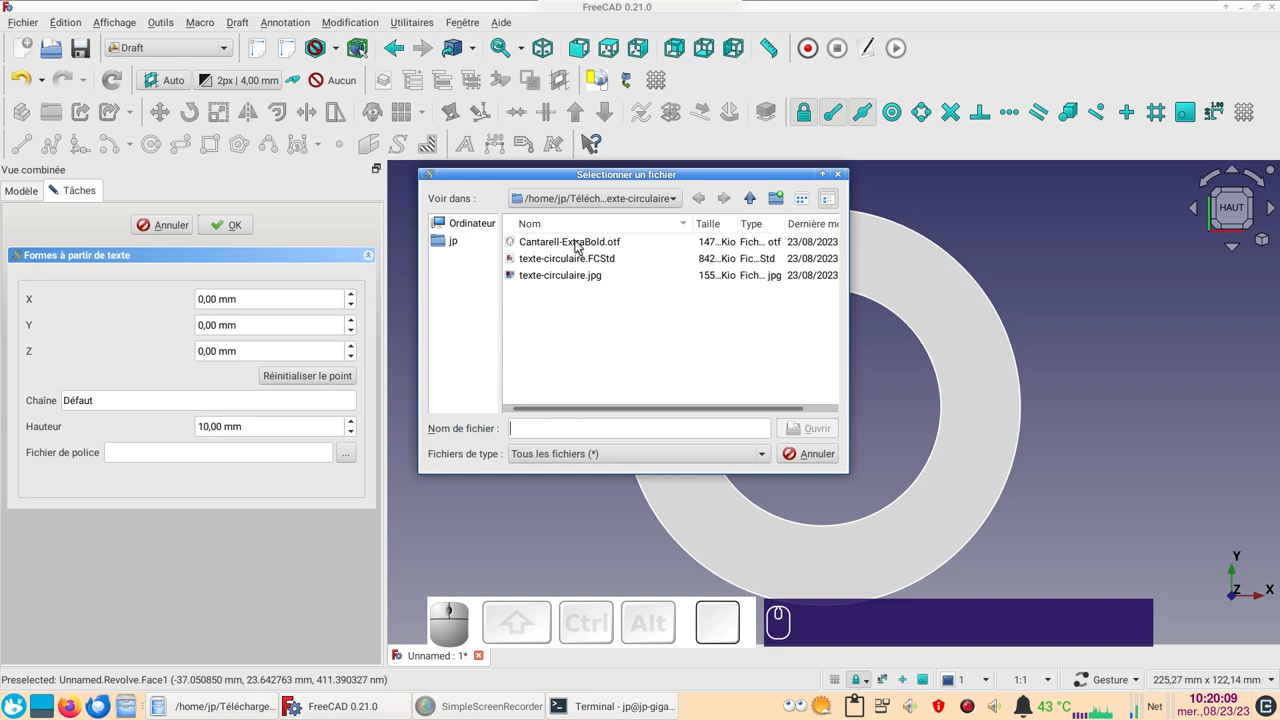 FreeCAD 0.21.0
Fichier Édition Affichage Outils Macro Draft Annotation Modification Utilitaires Fenêtre Aide
Draft
Auto 2px | 4,00 mm Aucun
Vue combinée
Modèle Tâches
Annuler OK
Formes à partir de texte
X 0,00 mm
Y 0,00 mm
Z 0,00 mm
Réinitialiser le point
Chaîne Défaut
Hauteur 10,00 mm
Fichier de police ...
Sélectionner un fichier
Voir dans : /home/jp/Téléch...exte-circulaire
Ordinateur
jp
Nom Taille Type Dernière mo
Cantarell-ExtraBold.otf 147...Kio Fich... otf 23/08/2023
texte-circulaire.FCStd 842...Kio Fic...Std 23/08/2023
texte-circulaire.jpg 155...Kio Fich... jpg 23/08/2023
Nom de fichier : Ouvrir
Fichiers de type : Tous les fichiers (*) Annuler
HAUT
Y
Z X
Ctrl Alt
Unnamed : 1*
Preselected: Unnamed.Revolve.Face1 (-37.050850 mm, 23.642763 mm, 411.390327 nm)
1 1:1 Gesture 225,27 mm x 122,14 mm
/home/jp/Télécharge... FreeCAD 0.21.0 SimpleScreenRecorder Terminal - jp@jp-giga... 43 °C Net 10:20:09
mer.,08/23/23